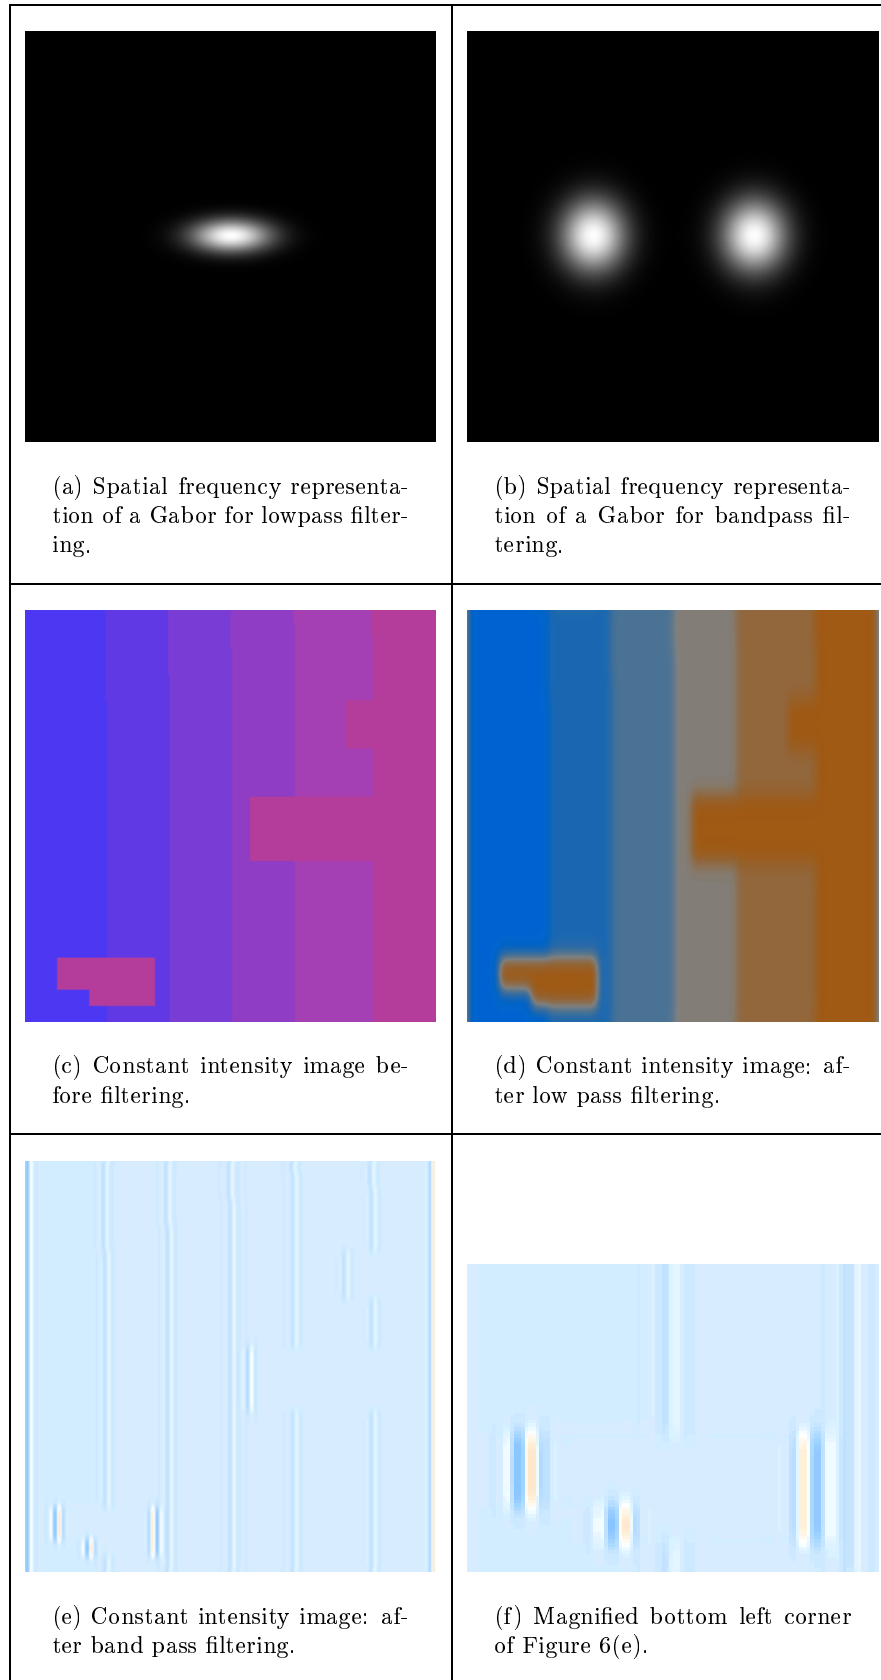 (a) Spatial frequency representa-
tion of a Gabor for lowpass filter-
ing.
(b) Spatial frequency representa-
tion of a Gabor for bandpass fil-
tering.
(c) Constant intensity image be-
fore filtering.
(d) Constant intensity image: af-
ter low pass filtering.
(e) Constant intensity image: af-
ter band pass filtering.
(f) Magnified bottom left corner
of Figure 6(e).